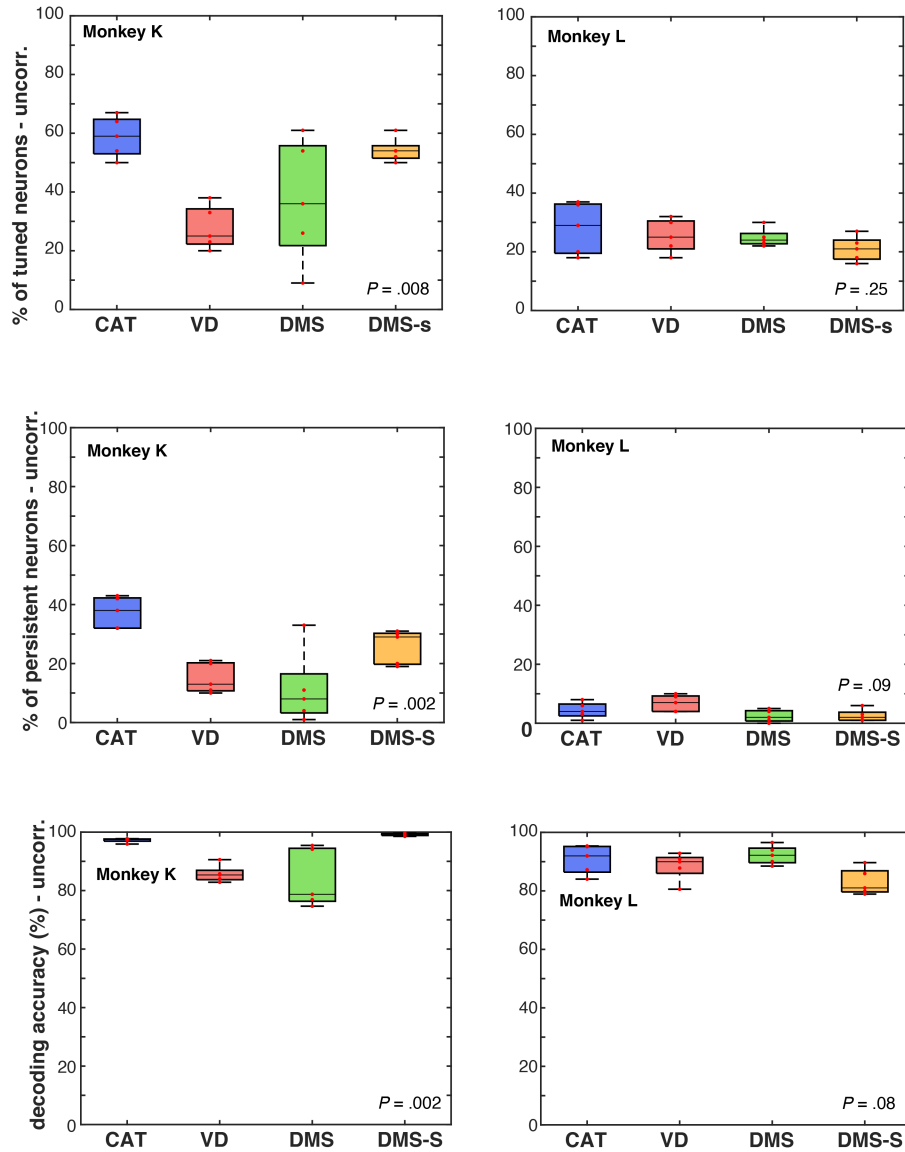 % of tuned neurons - uncorr.
100
80
60
40
20
0
Monkey K
P = .008
CAT VD DMS DMS-s
100
80
60
40
20
0
Monkey L
P = .25
CAT VD DMS DMS-s
% of persistent neurons - uncorr.
100
80
60
40
20
0
Monkey K
P = .002
CAT VD DMS DMS-S
100
80
60
40
20
0
Monkey L
P = .09
CAT VD DMS DMS-S
decoding accuracy (%) - uncorr.
100
80
60
40
20
0
Monkey K
P = .002
CAT VD DMS DMS-S
100
80
60
40
20
0
Monkey L
P = .08
CAT VD DMS DMS-S